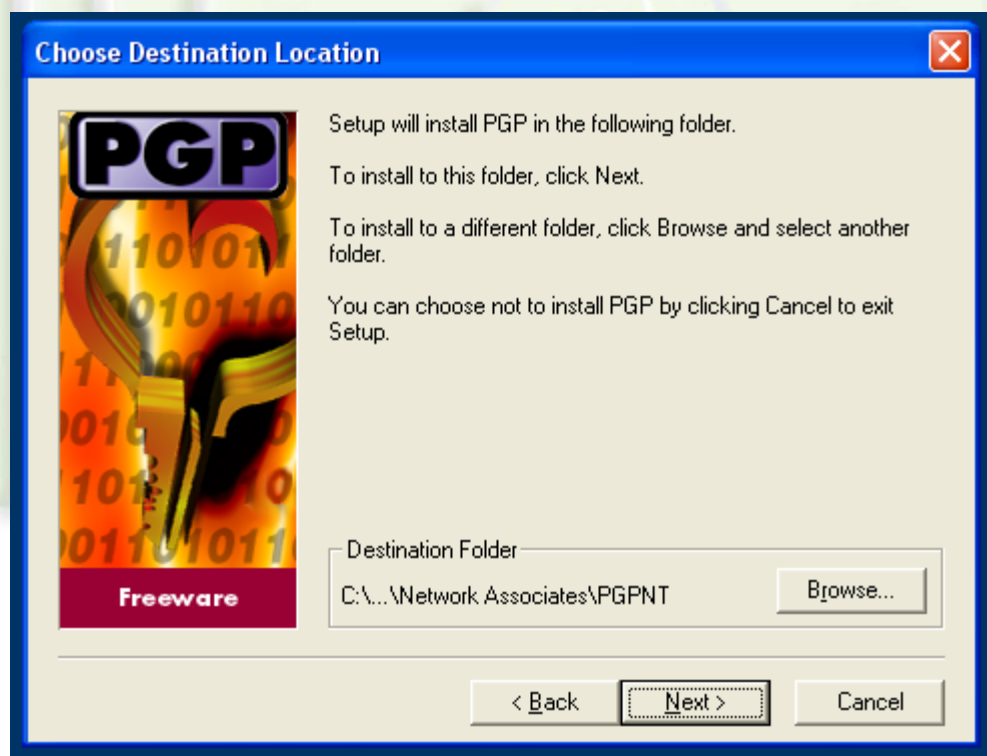 Choose Destination Location
PGP
Setup will install PGP in the following folder.
To install to this folder, click Next.
To install to a different folder, click Browse and select another
folder.
You can choose not to install PGP by clicking Cancel to exit
Setup.
1101011
0010110
Freeware
Destination Folder
C:\...\Network Associates\PGPNT
Browse...
< Back
Next >
Cancel